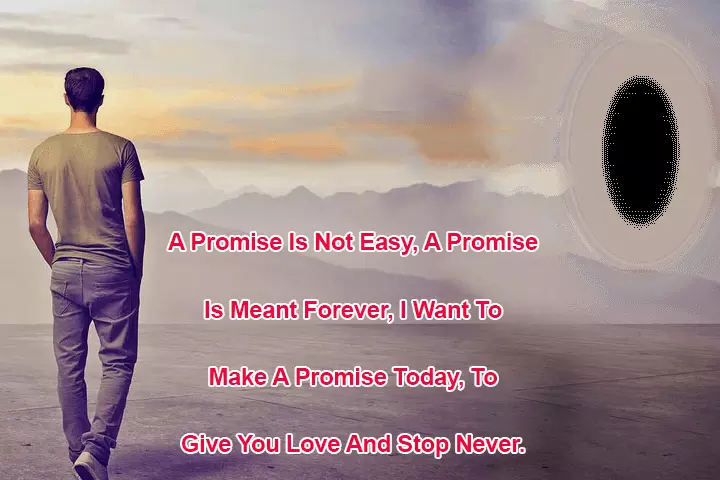 A Promise Is Not Easy, A Promise
Is Meant Forever, I Want To
Make A Promise Today, To
Give You Love And Stop Never.